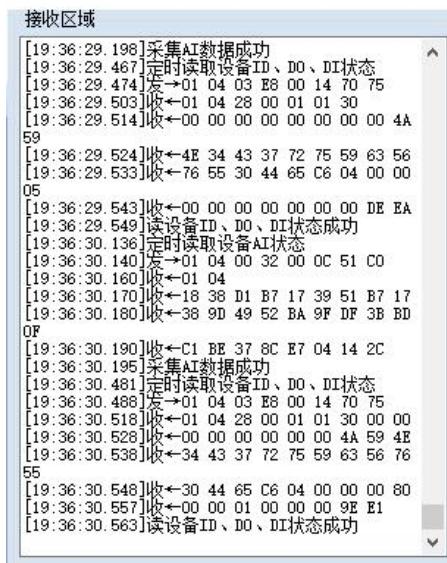 接收区域
[19:36:29.198]采集AI数据成功
[19:36:29.467]定时读取设备ID、DO、DI状态
[19:36:29.474]发→01 04 03 E8 00 14 70 75
[19:36:29.503]收←01 04 28 00 01 01 30
[19:36:29.514]收←00 00 00 00 00 00 00 00 4A
59
[19:36:29.524]收←4E 34 43 37 72 75 59 63 56
[19:36:29.533]收←76 55 30 44 65 C6 04 00 00
05
[19:36:29.543]收←00 00 00 00 00 00 00 DE EA
[19:36:29.549]读设备ID、DO、DI状态成功
[19:36:30.136]定时读取设备AI状态
[19:36:30.140]发→01 04 00 32 00 0C 51 C0
[19:36:30.160]收←01 04
[19:36:30.170]收←18 38 D1 B7 17 39 51 B7 17
[19:36:30.180]收←38 9D 49 52 BA 9F DF 3B BD
0F
[19:36:30.190]收←C1 BE 37 8C E7 04 14 2C
[19:36:30.195]采集AI数据成功
[19:36:30.481]定时读取设备ID、DO、DI状态
[19:36:30.488]发→01 04 03 E8 00 14 70 75
[19:36:30.518]收←01 04 28 00 01 01 30 00 00
[19:36:30.528]收←00 00 00 00 00 00 4A 59 4E
[19:36:30.538]收←34 43 37 72 75 59 63 56 76
55
[19:36:30.548]收←30 44 65 C6 04 00 00 00 80
[19:36:30.557]收←00 00 01 00 00 00 9E E1
[19:36:30.563]读设备ID、DO、DI状态成功